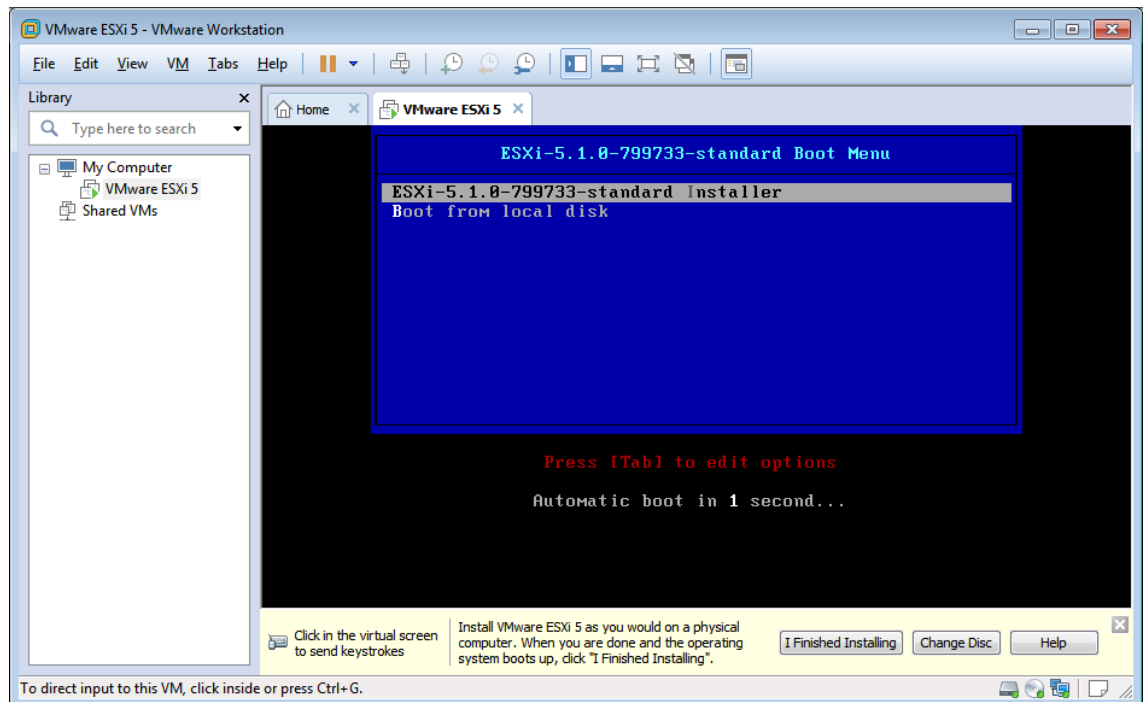 VMware ESXi 5 - VMware Workstation
File Edit View VM Tabs Help
Library
Type here to search
My Computer
VMware ESXi 5
Shared VMs
Home
VMware ESXi 5
ESXi-5.1.0-799733-standard Boot Menu
ESXi-5.1.0-799733-standard Installer
Boot from local disk
Press [Tab] to edit options
Automatic boot in 1 second...
Click in the virtual screen
to send keystrokes
Install VMware ESXi 5 as you would on a physical
computer. When you are done and the operating
system boots up, click "I Finished Installing".
I Finished Installing
Change Disc
Help
To direct input to this VM, click inside or press Ctrl+G.